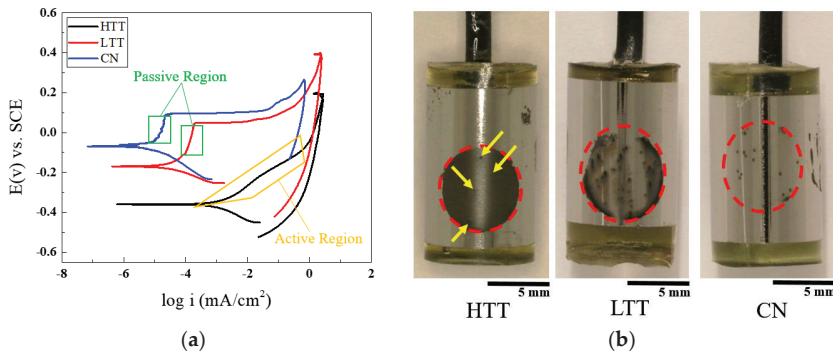 (a)
HTT
LTT
CN
Passive Region
Active Region
E(v) vs. SCE
0.6
0.4
0.2
0.0
-0.2
-0.4
-0.6
-8
-6
-4
-2
0
2
log i (mA/cm²)
(a)
(b)
5 mm
5 mm
5 mm
HTT
LTT
CN
(b)